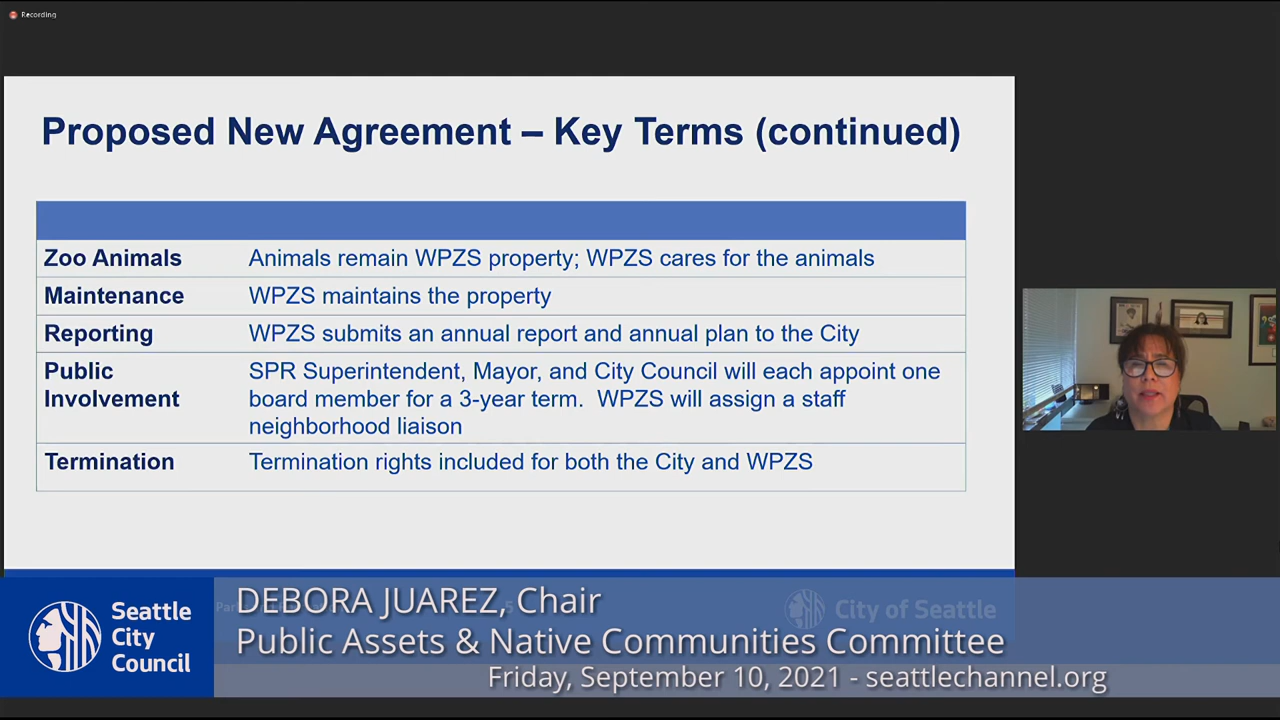 Recording
Proposed New Agreement – Key Terms (continued)
Zoo Animals Animals remain WPZS property; WPZS cares for the animals
Maintenance WPZS maintains the property
Reporting WPZS submits an annual report and annual plan to the City
Public Involvement SPR Superintendent, Mayor, and City Council will each appoint one
board member for a 3-year term. WPZS will assign a staff
neighborhood liaison
Termination Termination rights included for both the City and WPZS
City of Seattle
Seattle
City
Council
DEBORA JUAREZ, Chair
Public Assets & Native Communities Committee
Friday, September 10, 2021 - seattlechannel.org